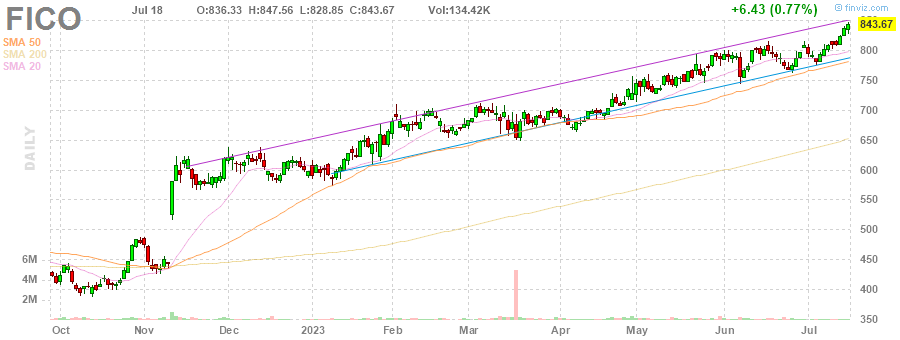 FICO Jul 18 O:836.33 H:847.56 L:828.85 C:843.67 Vol:134.42K +6.43 (0.77%) © finviz.com
SMA 50
SMA 200
SMA 20
DAILY
843.67
800
750
700
650
600
550
500
450
400
350
6M
4M
2M
Oct Nov Dec 2023 Feb Mar Apr May Jun Jul